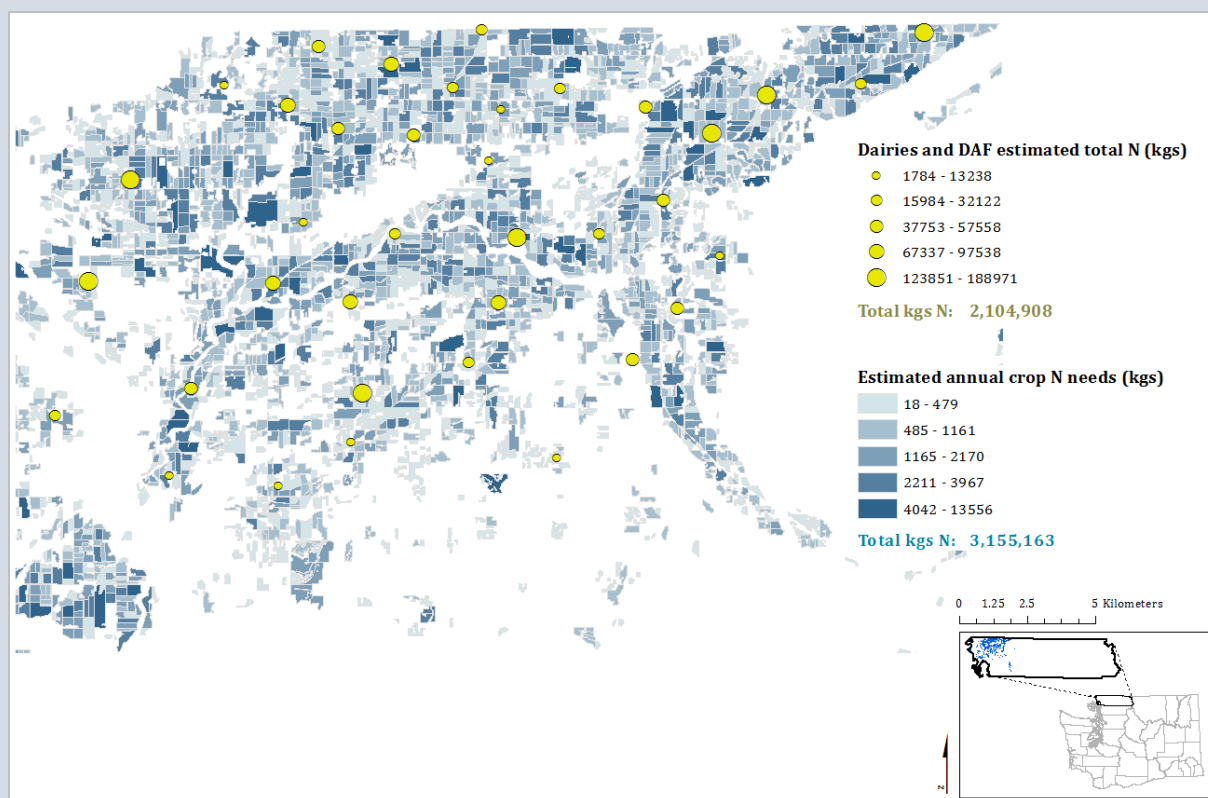 Dairies and DAF estimated total N (kgs)
1784 - 13238
15984 - 32122
37753 - 57558
67337 - 97538
123851 - 188971
Total kgs N: 2,104,908
Estimated annual crop N needs (kgs)
18 - 479
485 - 1161
1165 - 2170
2211 - 3967
4042 - 13556
Total kgs N: 3,155,163
0 1.25 2.5 5 Kilometers
N